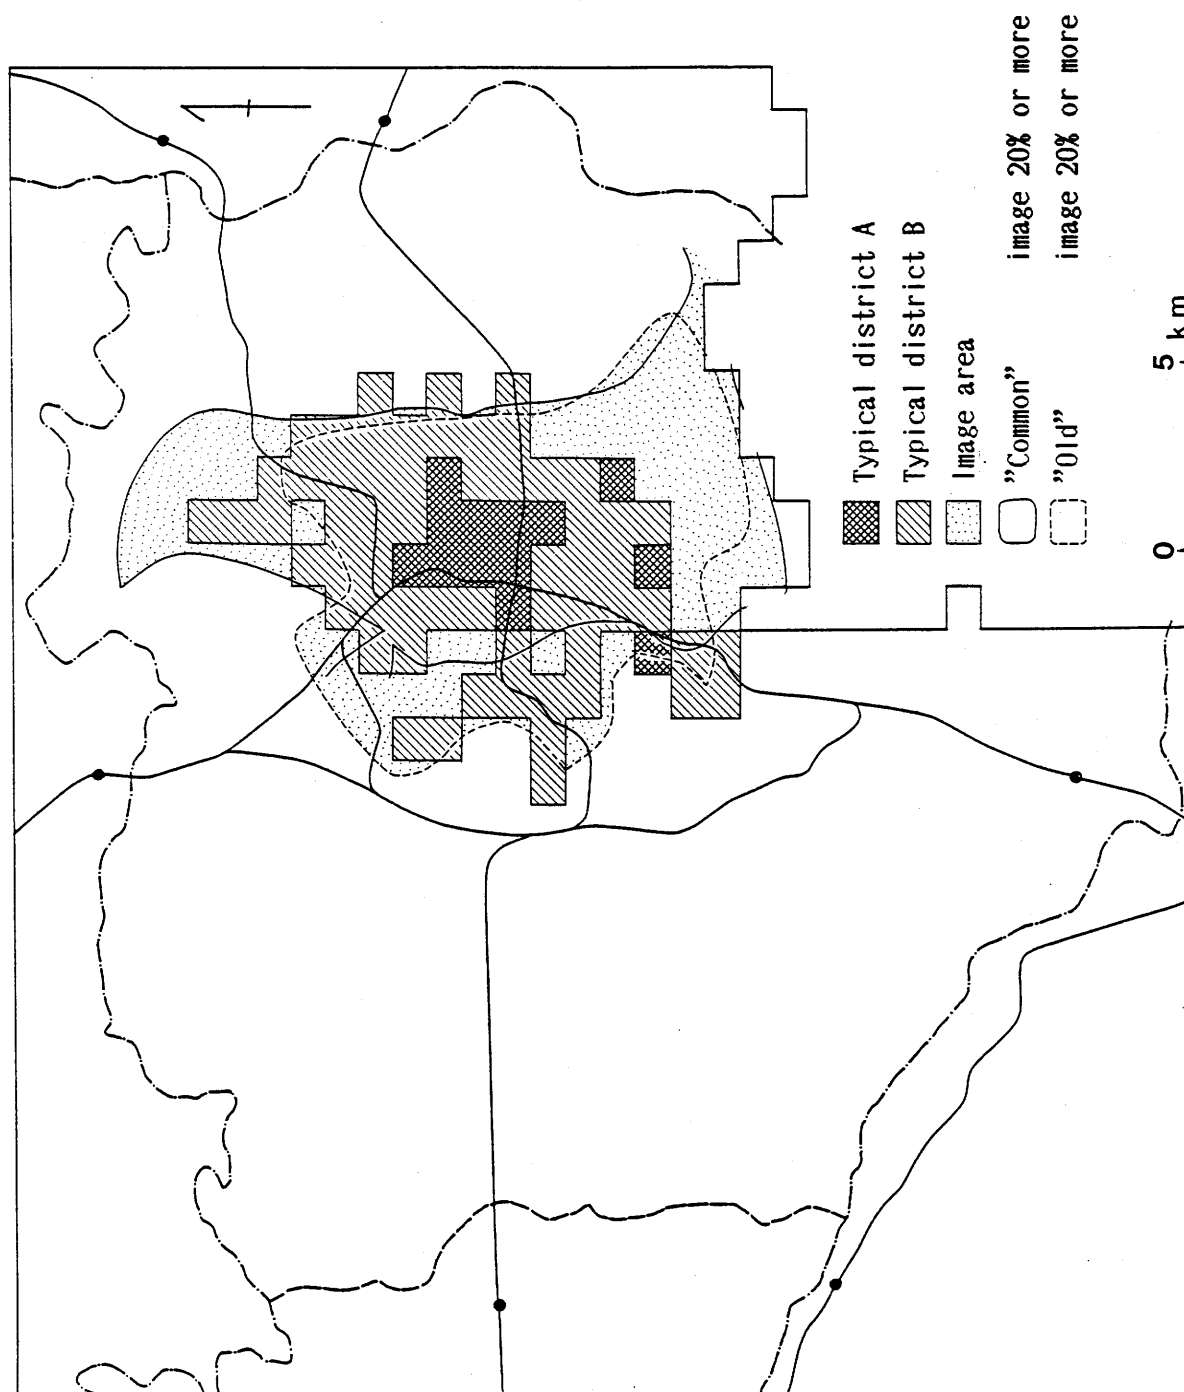 Typical district A
Typical district B
Image area
"Common" image 20% or more
"Old" image 20% or more
0 5
km